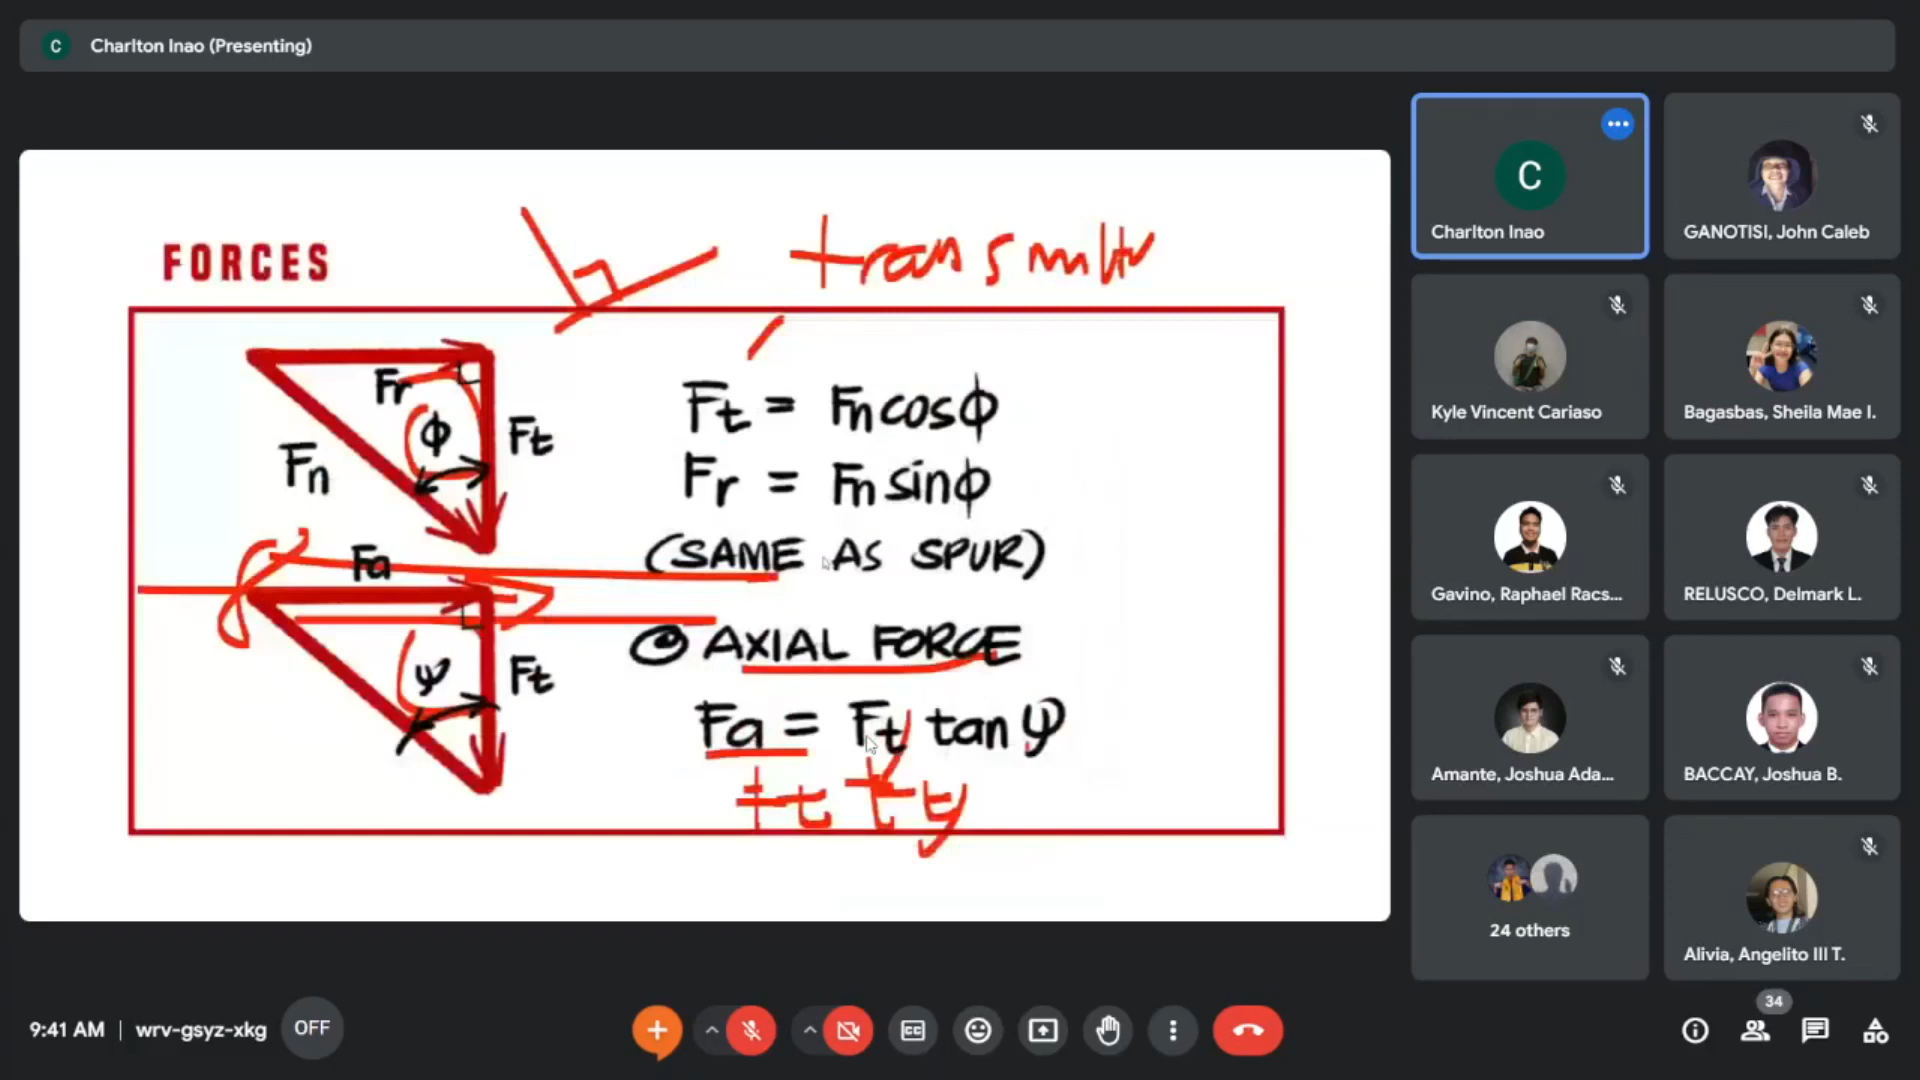 C Charlton Inao (Presenting)
FORCES
Fr
ϕ
Ft
Fn
Ft = Fn cosϕ
Fr = Fn sinϕ
(SAME AS SPUR)
Fa
ψ
Ft
AXIAL FORCE
Fa = Ft tan ψ
C
Charlton Inao
GANOTISI, John Caleb
Kyle Vincent Cariaso
Bagasbas, Sheila Mae I.
Gavino, Raphael Racs...
RELUSCO, Delmark L.
Amante, Joshua Ada...
BACCAY, Joshua B.
24 others
Alivia, Angelito III T.
9:41 AM | wrv-gsyz-xkg
OFF
CC
34